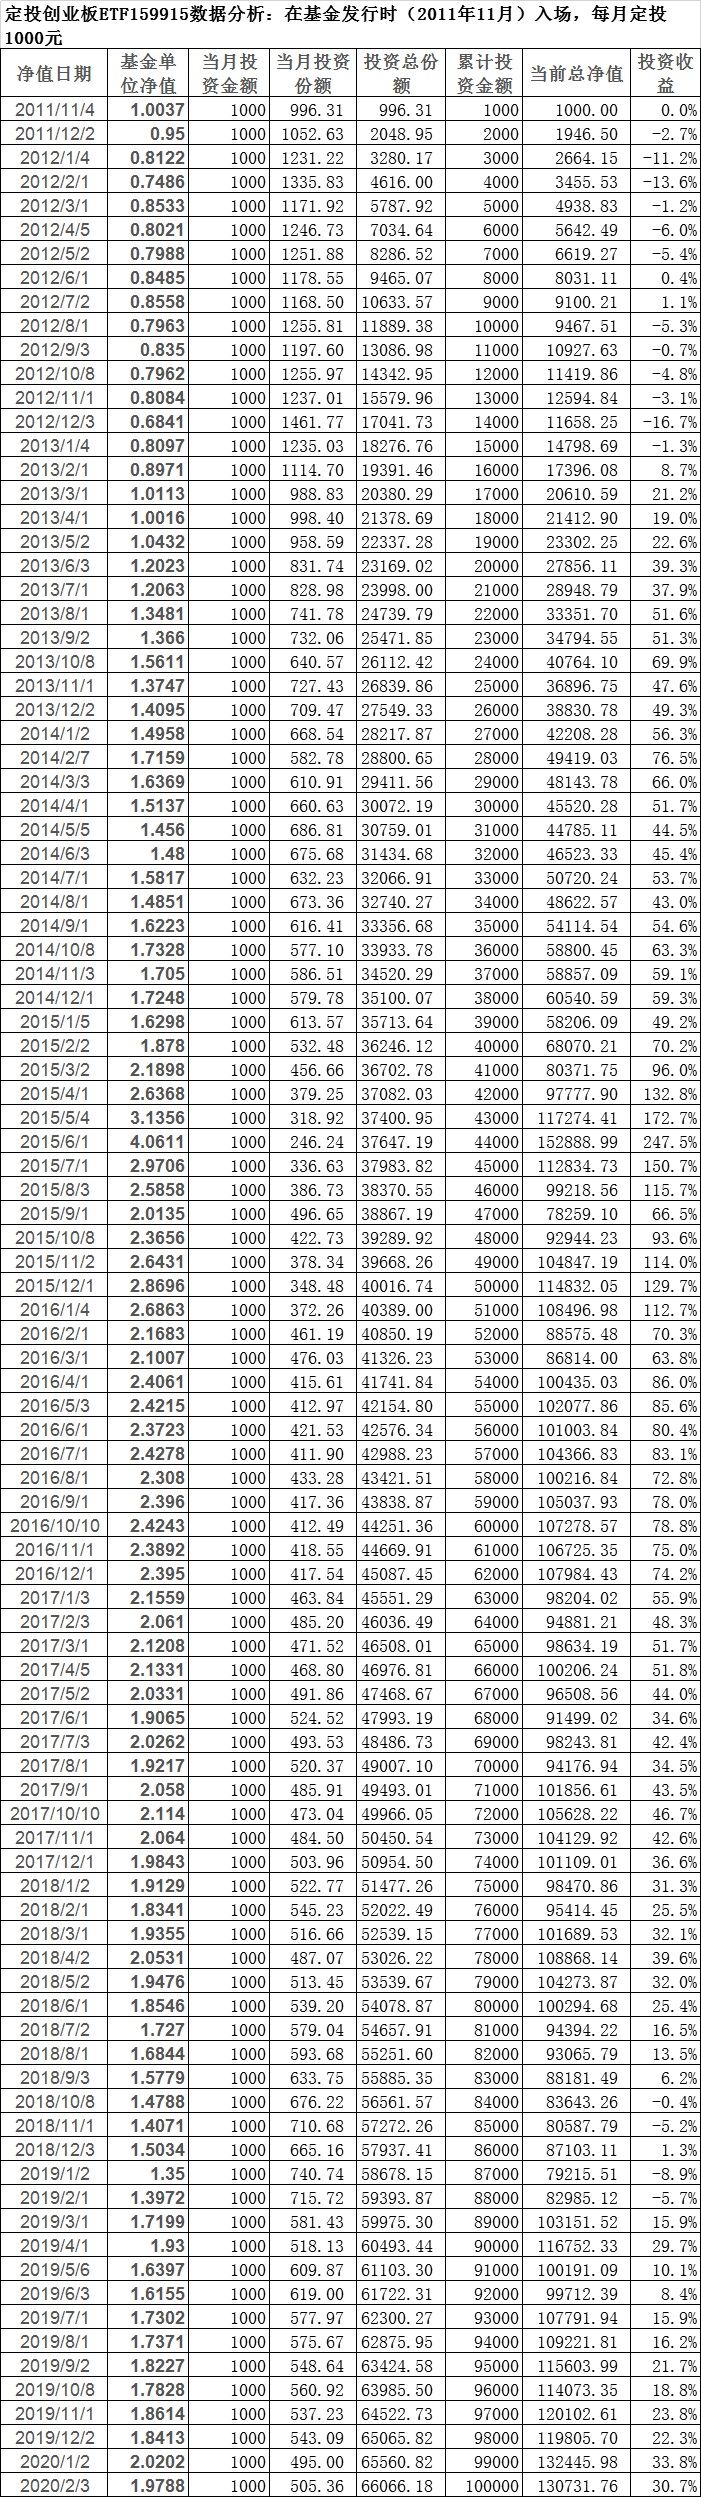 定投创业板ETF159915数据分析：在基金发行时（2011年11月）入场，每月定投
1000元
净值日期 基金单位净值 当月投资金额 当月投资份额 投资总份额 累计投资金额 当前总净值 投资收益
2011/11/4 1.0037 1000 996.31 996.31 1000 1000.00 0.0%
2011/12/2 0.95 1000 1052.63 2048.95 2000 1946.50 -2.7%
2012/1/4 0.8122 1000 1231.22 3280.17 3000 2664.15 -11.2%
2012/2/1 0.7486 1000 1335.83 4616.00 4000 3455.53 -13.6%
2012/3/1 0.8533 1000 1171.92 5787.92 5000 4938.83 -1.2%
2012/4/5 0.8021 1000 1246.73 7034.64 6000 5642.49 -6.0%
2012/5/2 0.7988 1000 1251.88 8286.52 7000 6619.27 -5.4%
2012/6/1 0.8485 1000 1178.55 9465.07 8000 8031.11 0.4%
2012/7/2 0.8558 1000 1168.50 10633.57 9000 9100.21 1.1%
2012/8/1 0.7963 1000 1255.81 11889.38 10000 9467.51 -5.3%
2012/9/3 0.835 1000 1197.60 13086.98 11000 10927.63 -0.7%
2012/10/8 0.7962 1000 1255.97 14342.95 12000 11419.86 -4.8%
2012/11/1 0.8084 1000 1237.01 15579.96 13000 12594.84 -3.1%
2012/12/3 0.6841 1000 1461.77 17041.73 14000 11658.25 -16.7%
2013/1/4 0.8097 1000 1235.03 18276.76 15000 14798.69 -1.3%
2013/2/1 0.8971 1000 1114.70 19391.46 16000 17396.08 8.7%
2013/3/1 1.0113 1000 988.83 20380.29 17000 20610.59 21.2%
2013/4/1 1.0016 1000 998.40 21378.69 18000 21412.90 19.0%
2013/5/2 1.0432 1000 958.59 22337.28 19000 23302.25 22.6%
2013/6/3 1.2023 1000 831.74 23169.02 20000 27856.11 39.3%
2013/7/1 1.2063 1000 828.98 23998.00 21000 28948.79 37.9%
2013/8/1 1.3481 1000 741.78 24739.79 22000 33351.70 51.6%
2013/9/2 1.366 1000 732.06 25471.85 23000 34794.55 51.3%
2013/10/8 1.5611 1000 640.57 26112.42 24000 40764.10 69.9%
2013/11/1 1.3747 1000 727.43 26839.86 25000 36896.75 47.6%
2013/12/2 1.4095 1000 709.47 27549.33 26000 38830.78 49.3%
2014/1/2 1.4958 1000 668.54 28217.87 27000 42208.28 56.3%
2014/2/7 1.7159 1000 582.78 28800.65 28000 49419.03 76.5%
2014/3/3 1.6369 1000 610.91 29411.56 29000 48143.78 66.0%
2014/4/1 1.5137 1000 660.63 30072.19 30000 45520.28 51.7%
2014/5/5 1.456 1000 686.81 30759.01 31000 44785.11 44.5%
2014/6/3 1.48 1000 675.68 31434.68 32000 46523.33 45.4%
2014/7/1 1.5817 1000 632.23 32066.91 33000 50720.24 53.7%
2014/8/1 1.4851 1000 673.36 32740.27 34000 48622.57 43.0%
2014/9/1 1.6223 1000 616.41 33356.68 35000 54114.54 54.6%
2014/10/8 1.7328 1000 577.10 33933.78 36000 58800.45 63.3%
2014/11/3 1.705 1000 586.51 34520.29 37000 58857.09 59.1%
2014/12/1 1.7248 1000 579.78 35100.07 38000 60540.59 59.3%
2015/1/5 1.6298 1000 613.57 35713.64 39000 58206.09 49.2%
2015/2/2 1.878 1000 532.48 36246.12 40000 68070.21 70.2%
2015/3/2 2.1898 1000 456.66 36702.78 41000 80371.75 96.0%
2015/4/1 2.6368 1000 379.25 37082.03 42000 97777.90 132.8%
2015/5/4 3.1356 1000 318.92 37400.95 43000 117274.41 172.7%
2015/6/1 4.0611 1000 246.24 37647.19 44000 152888.99 247.5%
2015/7/1 2.9706 1000 336.63 37983.82 45000 112834.73 150.7%
2015/8/3 2.5858 1000 386.73 38370.55 46000 99218.56 115.7%
2015/9/1 2.0135 1000 496.65 38867.19 47000 78259.10 66.5%
2015/10/8 2.3656 1000 422.73 39289.92 48000 92944.23 93.6%
2015/11/2 2.6431 1000 378.34 39668.26 49000 104847.19 114.0%
2015/12/1 2.8696 1000 348.48 40016.74 50000 114832.05 129.7%
2016/1/4 2.6863 1000 372.26 40389.00 51000 108496.98 112.7%
2016/2/1 2.1683 1000 461.19 40850.19 52000 88575.48 70.3%
2016/3/1 2.1007 1000 476.03 41326.23 53000 86814.00 63.8%
2016/4/1 2.4061 1000 415.61 41741.84 54000 100435.03 86.0%
2016/5/3 2.4215 1000 412.97 42154.80 55000 102077.86 85.6%
2016/6/1 2.3723 1000 421.53 42576.34 56000 101003.84 80.4%
2016/7/1 2.4278 1000 411.90 42988.23 57000 104366.83 83.1%
2016/8/1 2.308 1000 433.28 43421.51 58000 100216.84 72.8%
2016/9/1 2.396 1000 417.36 43838.87 59000 105037.93 78.0%
2016/10/10 2.4243 1000 412.49 44251.36 60000 107278.57 78.8%
2016/11/1 2.3892 1000 418.55 44669.91 61000 106725.35 75.0%
2016/12/1 2.395 1000 417.54 45087.45 62000 107984.43 74.2%
2017/1/3 2.1559 1000 463.84 45551.29 63000 98204.02 55.9%
2017/2/3 2.061 1000 485.20 46036.49 64000 94881.21 48.3%
2017/3/1 2.1208 1000 471.52 46508.01 65000 98634.19 51.7%
2017/4/5 2.1331 1000 468.80 46976.81 66000 100206.24 51.8%
2017/5/2 2.0331 1000 491.86 47468.67 67000 96508.56 44.0%
2017/6/1 1.9065 1000 524.52 47993.19 68000 91499.02 34.6%
2017/7/3 2.0262 1000 493.53 48486.73 69000 98243.81 42.4%
2017/8/1 1.9217 1000 520.37 49007.10 70000 94176.94 34.5%
2017/9/1 2.058 1000 485.91 49493.01 71000 101856.61 43.5%
2017/10/10 2.114 1000 473.04 49966.05 72000 105628.22 46.7%
2017/11/1 2.064 1000 484.50 50450.54 73000 104129.92 42.6%
2017/12/1 1.9843 1000 503.96 50954.50 74000 101109.01 36.6%
2018/1/2 1.9129 1000 522.77 51477.26 75000 98470.86 31.3%
2018/2/1 1.8341 1000 545.23 52022.49 76000 95414.45 25.5%
2018/3/1 1.9355 1000 516.66 52539.15 77000 101689.53 32.1%
2018/4/2 2.0531 1000 487.07 53026.22 78000 108868.14 39.6%
2018/5/2 1.9476 1000 513.45 53539.67 79000 104273.87 32.0%
2018/6/1 1.8546 1000 539.20 54078.87 80000 100294.68 25.4%
2018/7/2 1.727 1000 579.04 54657.91 81000 94394.22 16.5%
2018/8/1 1.6844 1000 593.68 55251.60 82000 93065.79 13.5%
2018/9/3 1.5779 1000 633.75 55885.35 83000 88181.49 6.2%
2018/10/8 1.4788 1000 676.22 56561.57 84000 83643.26 -0.4%
2018/11/1 1.4071 1000 710.68 57272.26 85000 80587.79 -5.2%
2018/12/3 1.5034 1000 665.16 57937.41 86000 87103.11 1.3%
2019/1/2 1.35 1000 740.74 58678.15 87000 79215.51 -8.9%
2019/2/1 1.3972 1000 715.72 59393.87 88000 82985.12 -5.7%
2019/3/1 1.7199 1000 581.43 59975.30 89000 103151.52 15.9%
2019/4/1 1.93 1000 518.13 60493.44 90000 116752.33 29.7%
2019/5/6 1.6397 1000 609.87 61103.30 91000 100191.09 10.1%
2019/6/3 1.6155 1000 619.00 61722.31 92000 99712.39 8.4%
2019/7/1 1.7302 1000 577.97 62300.27 93000 107791.94 15.9%
2019/8/1 1.7371 1000 575.67 62875.95 94000 109221.81 16.2%
2019/9/2 1.8227 1000 548.64 63424.58 95000 115603.99 21.7%
2019/10/8 1.7828 1000 560.92 63985.50 96000 114073.35 18.8%
2019/11/1 1.8614 1000 537.23 64522.73 97000 120102.61 23.8%
2019/12/2 1.8413 1000 543.09 65065.82 98000 119805.70 22.3%
2020/1/2 2.0202 1000 495.00 65560.82 99000 132445.98 33.8%
2020/2/3 1.9788 1000 505.36 66066.18 100000 130731.76 30.7%